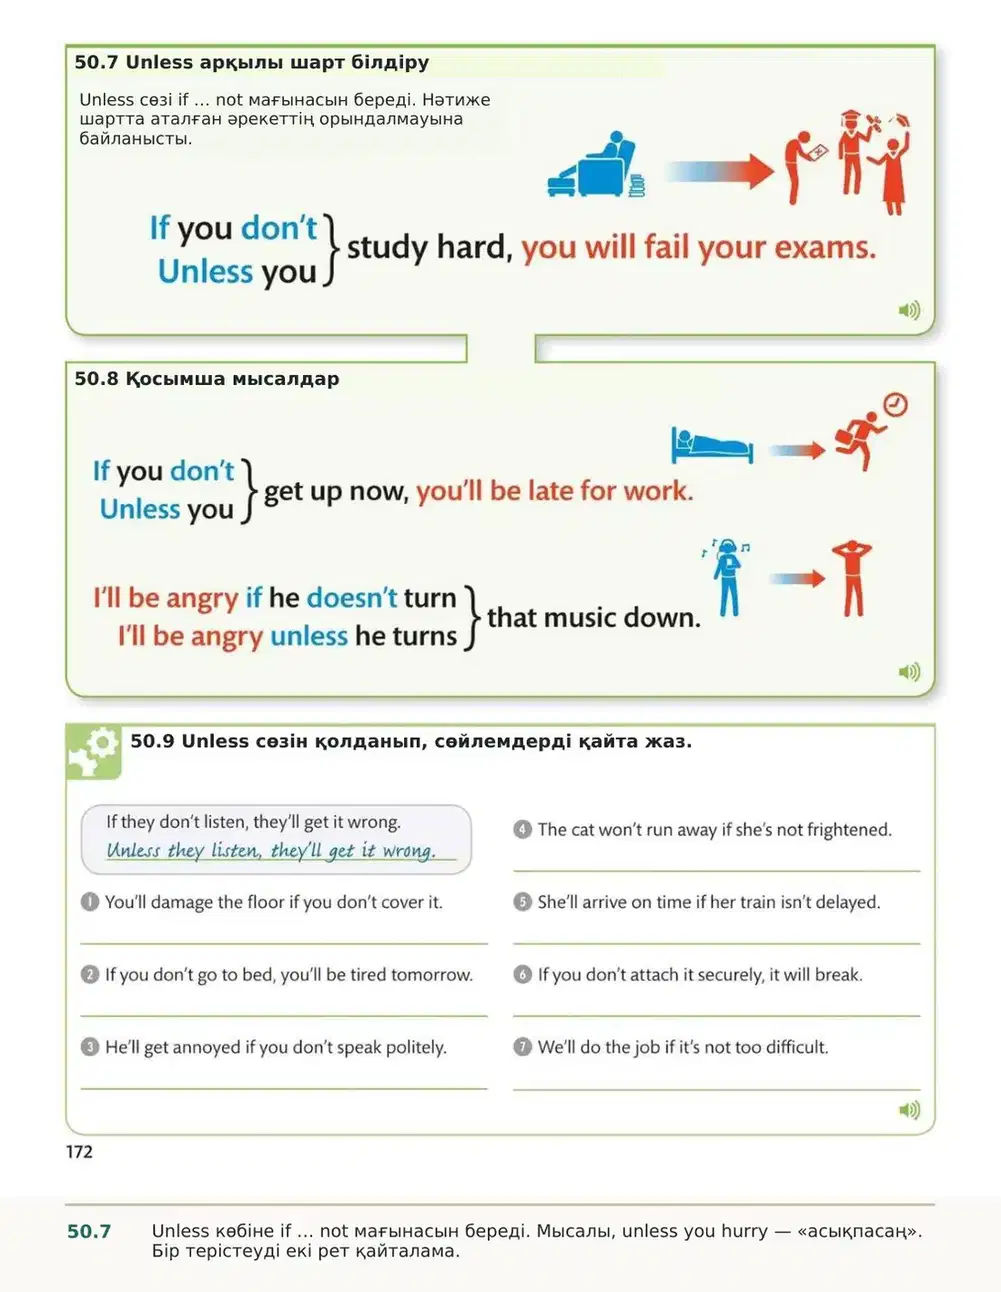 50.7 Unless арқылы шарт білдіру
Unless сөзі if ... not мағынасын береді. Нәтиже
шартта аталған әрекеттің орындалмауына
байланысты.
If you don't
Unless you
study hard, you will fail your exams.
50.8 Қосымша мысалдар
If you don't
Unless you
get up now, you'll be late for work.
I'll be angry if he doesn't turn
I'll be angry unless he turns
that music down.
50.9 Unless сөзін қолданып, сөйлемдерді қайта жаз.
If they don't listen, they'll get it wrong.
Unless they listen, they'll get it wrong.
1 You'll damage the floor if you don't cover it.
2 If you don't go to bed, you'll be tired tomorrow.
3 He'll get annoyed if you don't speak politely.
4 The cat won't run away if she's not frightened.
5 She'll arrive on time if her train isn't delayed.
6 If you don't attach it securely, it will break.
7 We'll do the job if it's not too difficult.
172
50.7 Unless көбіне if ... not мағынасын береді. Мысалы, unless you hurry — «асықпасаң».
Бір терістеуді екі рет қайталама.